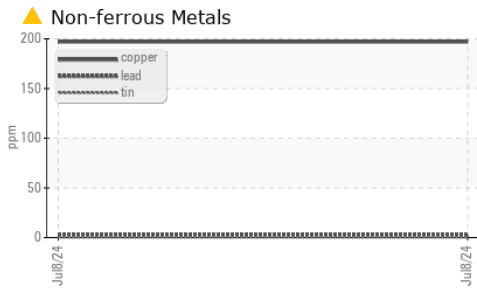 Non-ferrous Metals
200
copper
lead
tin
150
ppm
100
50
0
Jul8/24
Jul8/24